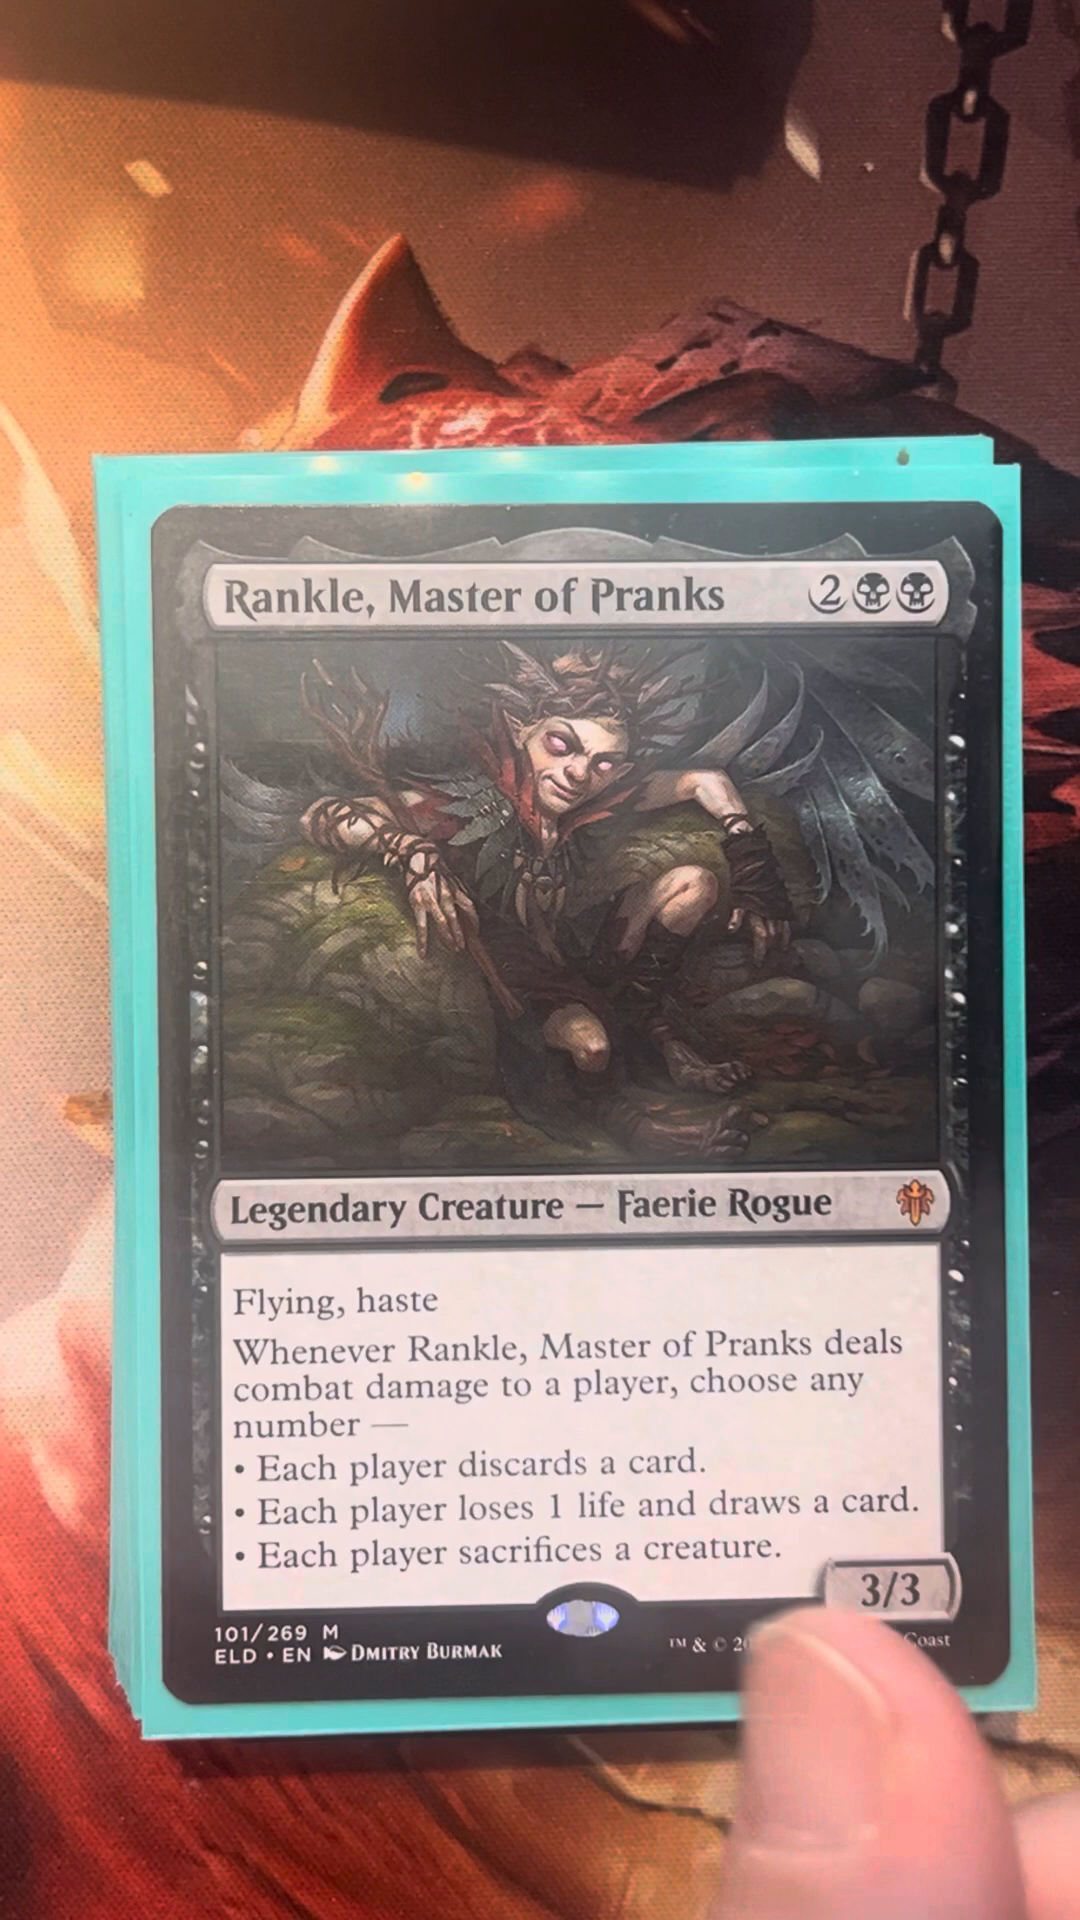 Rankle, Master of Pranks 2
Legendary Creature — Faerie Rogue
Flying, haste
Whenever Rankle, Master of Pranks deals
combat damage to a player, choose any
number —
• Each player discards a card.
• Each player loses 1 life and draws a card.
• Each player sacrifices a creature.
3/3
101/269 M
ELD • EN DMITRY BURMAK
™ & © 20 Coast